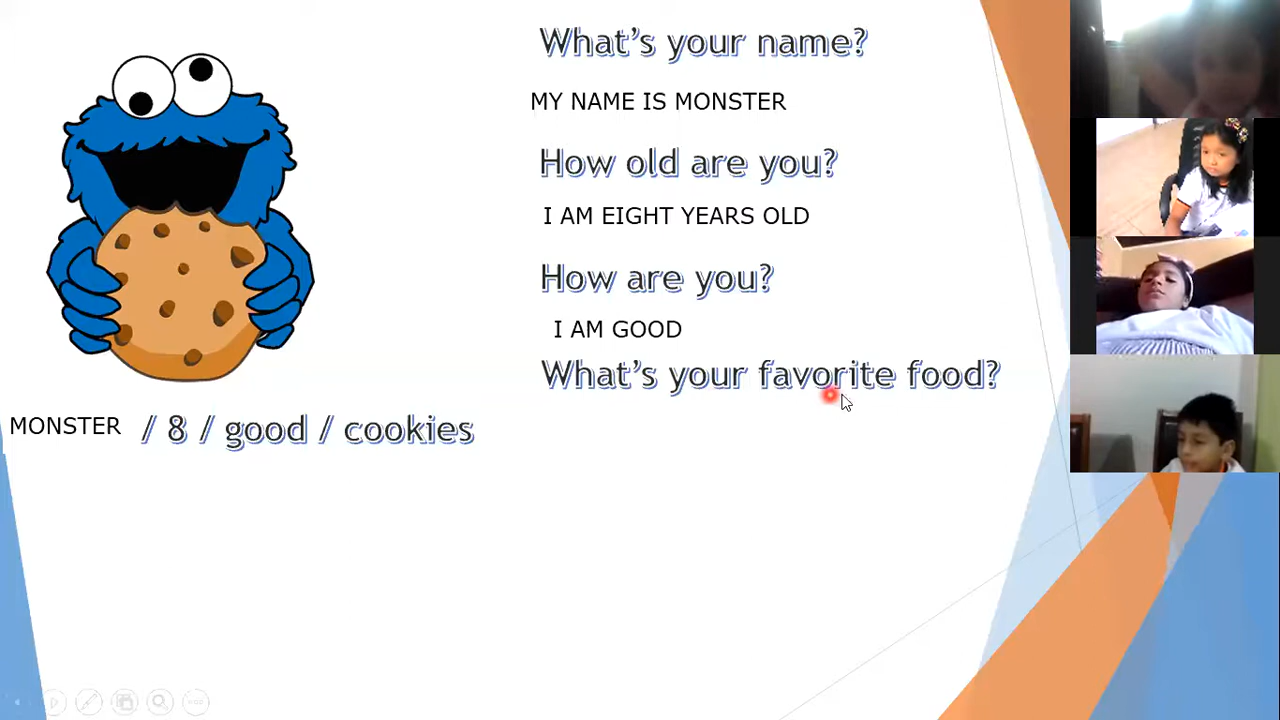 What's your name?
MY NAME IS MONSTER
How old are you?
I AM EIGHT YEARS OLD
How are you?
I AM GOOD
What's your favorite food?
MONSTER / 8 / good / cookies